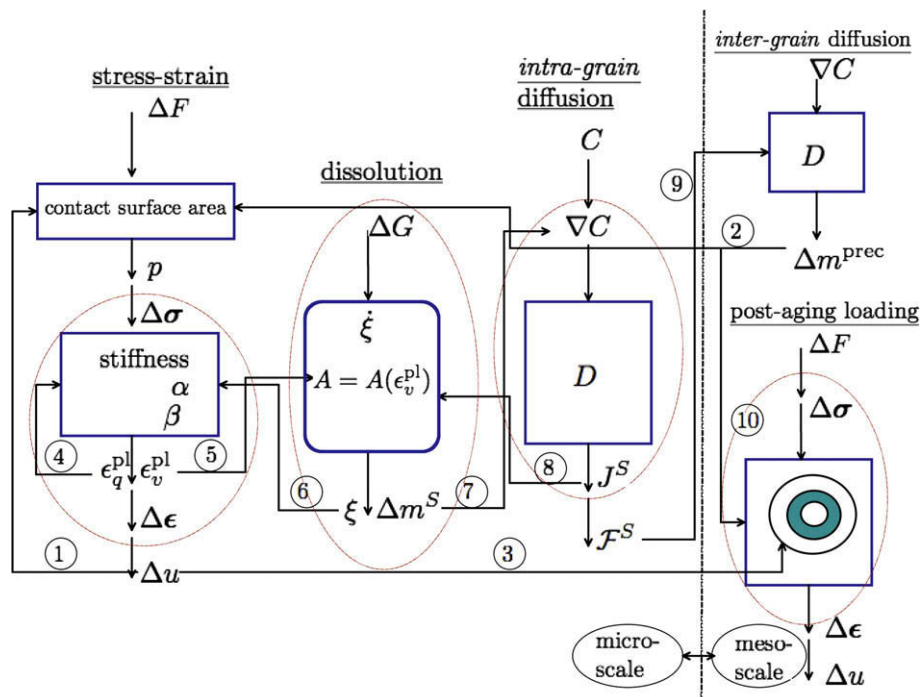 stress-strain
ΔF
contact surface area
p
Δσ
stiffness
α
β
4
ϵ_q^pl ϵ_v^pl
5
Δϵ
1
Δu
dissolution
ΔG
ξ̇
A = A(ϵ_v^pl)
6
ξ
Δm^S
7
3
intra-grain
diffusion
C
∇C
D
8
J^S
F^S
9
inter-grain diffusion
∇C
D
2
Δm^prec
post-aging loading
ΔF
Δσ
10
Δϵ
Δu
micro-
scale
meso-
scale